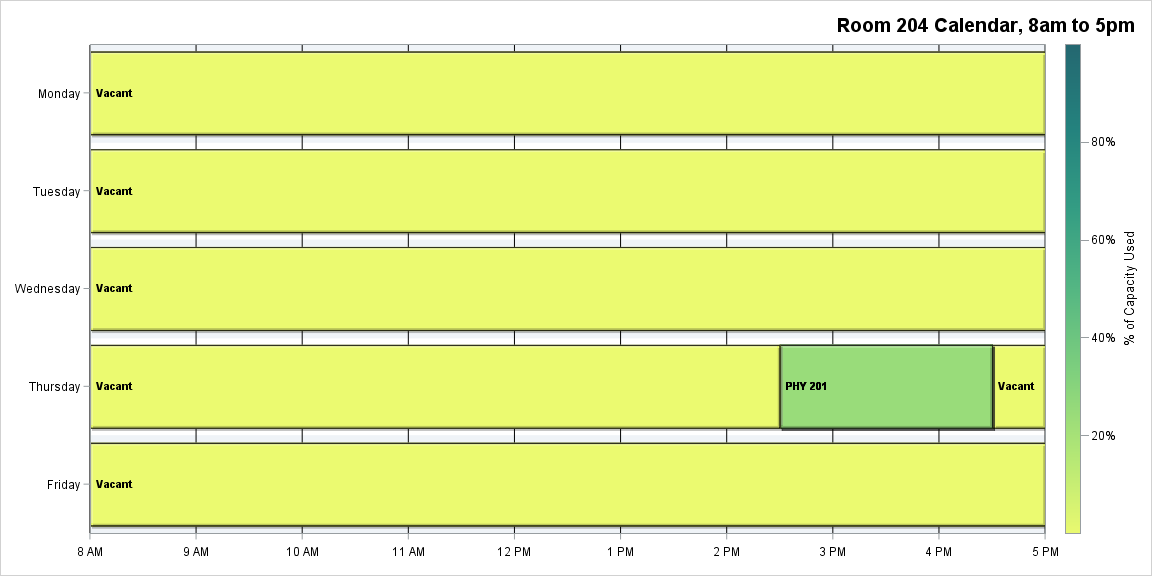 Room 204 Calendar, 8am to 5pm
Monday
Vacant
80%
Tuesday
Vacant
60%
Wednesday
Vacant
% of Capacity Used
40%
Thursday
Vacant
PHY 201
Vacant
20%
Friday
Vacant
8 AM
9 AM
10 AM
11 AM
12 PM
1 PM
2 PM
3 PM
4 PM
5 PM